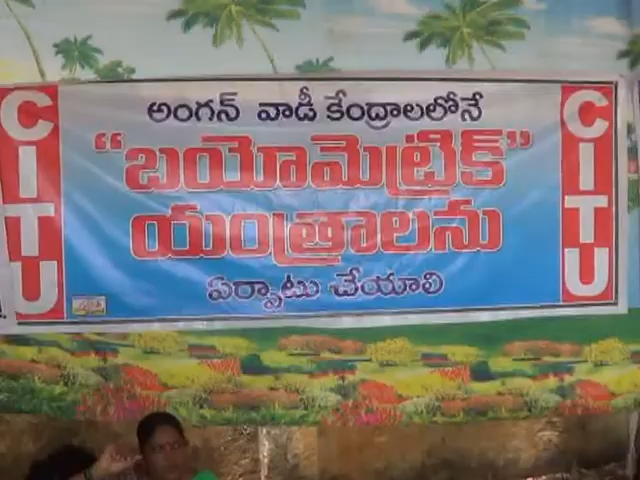 CITU
అంగన్ వాడీ కేంద్రాలలోనే
"బయోమెట్రిక్"
యంత్రాలను
ఏర్పాటు చేయాలి
CITU